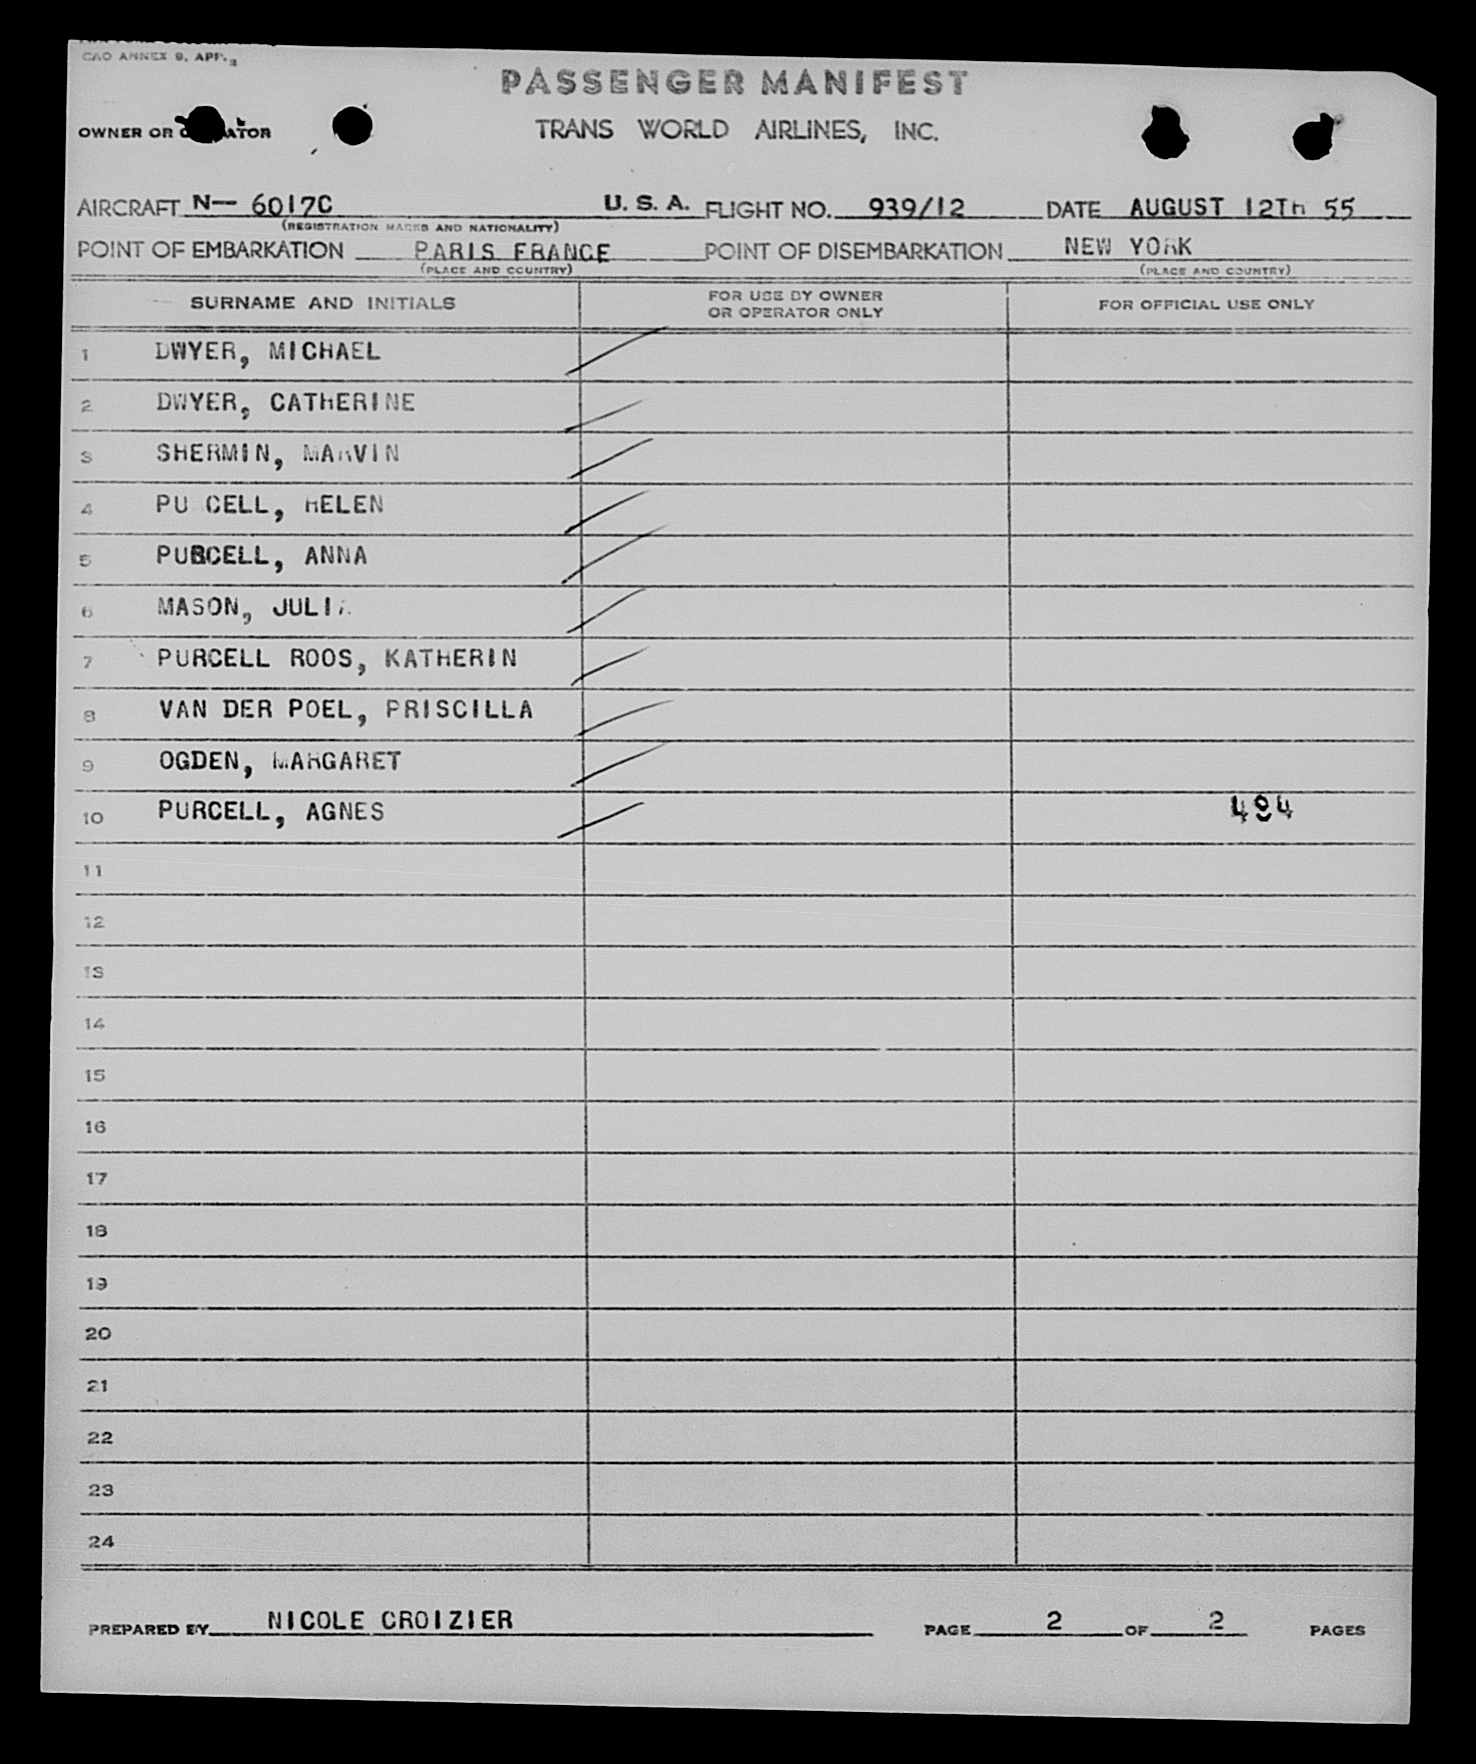 CAO ANNEX 9, APP. 3
PASSENGER MANIFEST
OWNER OR
TRANS WORLD AIRLINES, INC.
AIRCRAFT N— 6017C U. S. A. FLIGHT NO. 939/12 DATE AUGUST 12TH 55
(REGISTRATION MARKS AND NATIONALITY)
POINT OF EMBARKATION PARIS FRANCE POINT OF DISEMBARKATION NEW YORK
(PLACE AND COUNTRY) (PLACE AND COUNTRY)
SURNAME AND INITIALS FOR USE BY OWNER OR OPERATOR ONLY FOR OFFICIAL USE ONLY
1 DWYER, MICHAEL
2 DWYER, CATHERINE
3 SHERMIN, MARVIN
4 PU CELL, HELEN
5 PURCELL, ANNA
6 MASON, JULIA
7 PURCELL ROOS, KATHERIN
8 VAN DER POEL, PRISCILLA
9 OGDEN, MARGARET
10 PURCELL, AGNES
11
12
13
14
15
16
17
18
19
20
21
22
23
24
PREPARED BY NICOLE CROIZIER PAGE 2 OF 2 PAGES